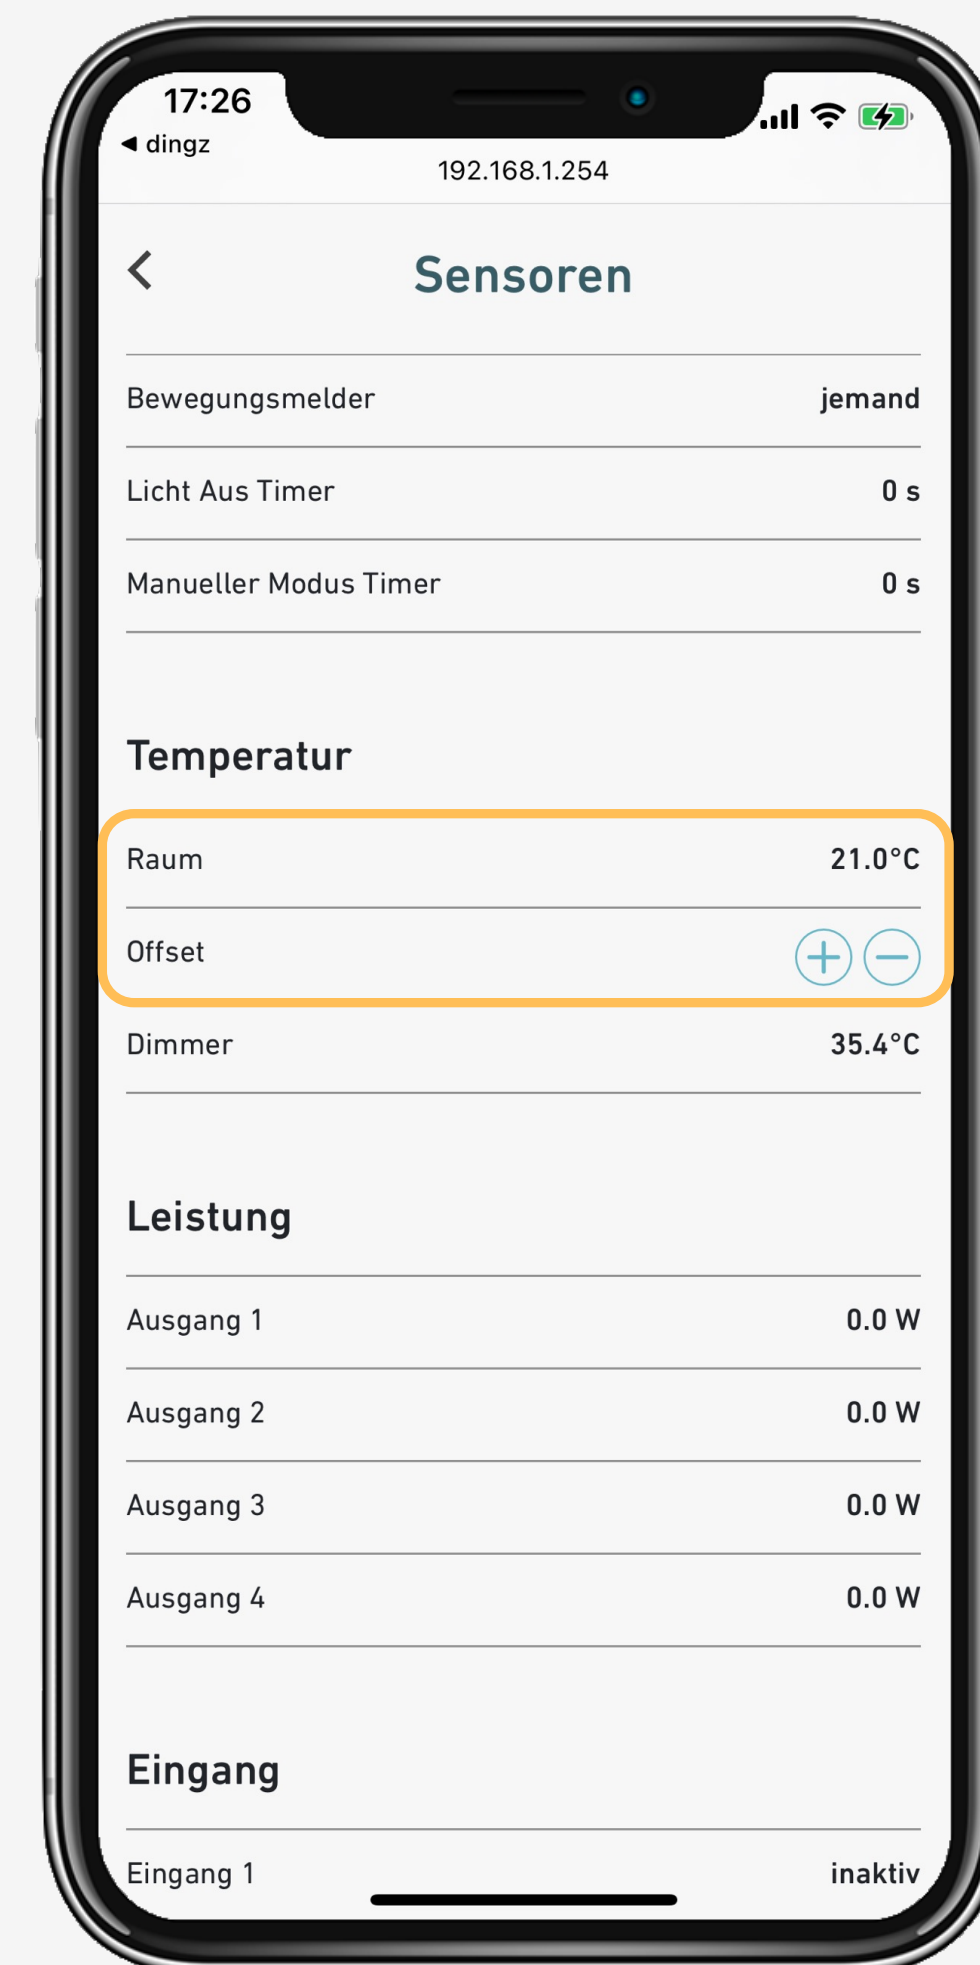 17:26
◀ dingz
192.168.1.254
Sensoren
Bewegungsmelder jemand
Licht Aus Timer 0 s
Manueller Modus Timer 0 s
Temperatur
Raum 21.0°C
Offset
Dimmer 35.4°C
Leistung
Ausgang 1 0.0 W
Ausgang 2 0.0 W
Ausgang 3 0.0 W
Ausgang 4 0.0 W
Eingang
Eingang 1 inaktiv